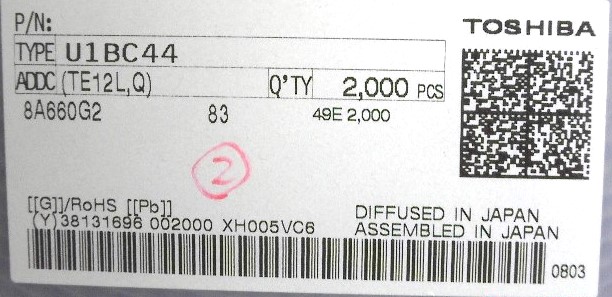 P/N:
TOSHIBA
TYPE U1BC44
ADDC (TE12L,Q) Q'TY 2,000 PCS
8A660G2 83 49E 2,000
2
[[G]]/RoHS [[Pb]]
(Y)38131696 002000 XH005VC6
DIFFUSED IN JAPAN
ASSEMBLED IN JAPAN
0803